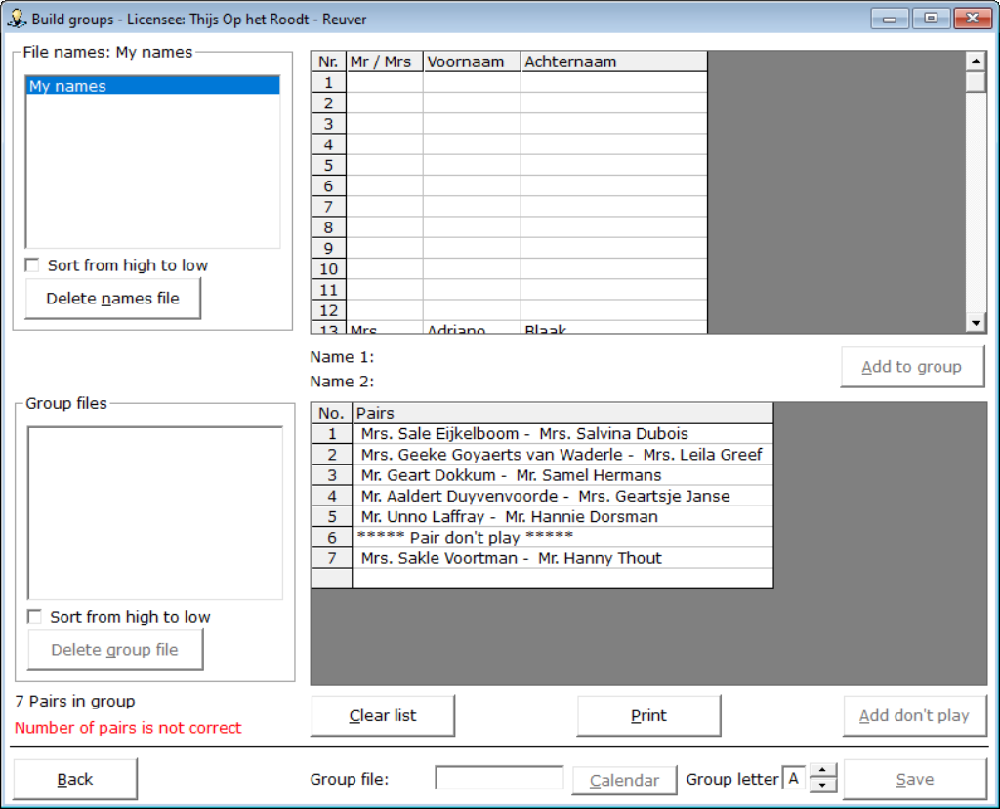 Build groups - Licensee: Thijs Op het Roodt - Reuver
File names: My names
My names
Sort from high to low
Delete names file
Nr. Mr / Mrs Voornaam Achternaam
1
2
3
4
5
6
7
8
9
10
11
12
13 Mrs. Adriano Blaak
Name 1:
Name 2:
Add to group
Group files
Sort from high to low
Delete group file
No. Pairs
1 Mrs. Sale Eijkelboom - Mrs. Salvina Dubois
2 Mrs. Geeke Goyaerts van Waderle - Mrs. Leila Greef
3 Mr. Geart Dokkum - Mr. Samel Hermans
4 Mr. Aaldert Duyvenvoorde - Mrs. Geartsje Janse
5 Mr. Unno Laffray - Mr. Hannie Dorsman
6 ***** Pair don't play *****
7 Mrs. Sakle Voortman - Mr. Hanny Thout
7 Pairs in group
Number of pairs is not correct
Clear list
Print
Add don't play
Back
Group file:
Calendar
Group letter A
Save